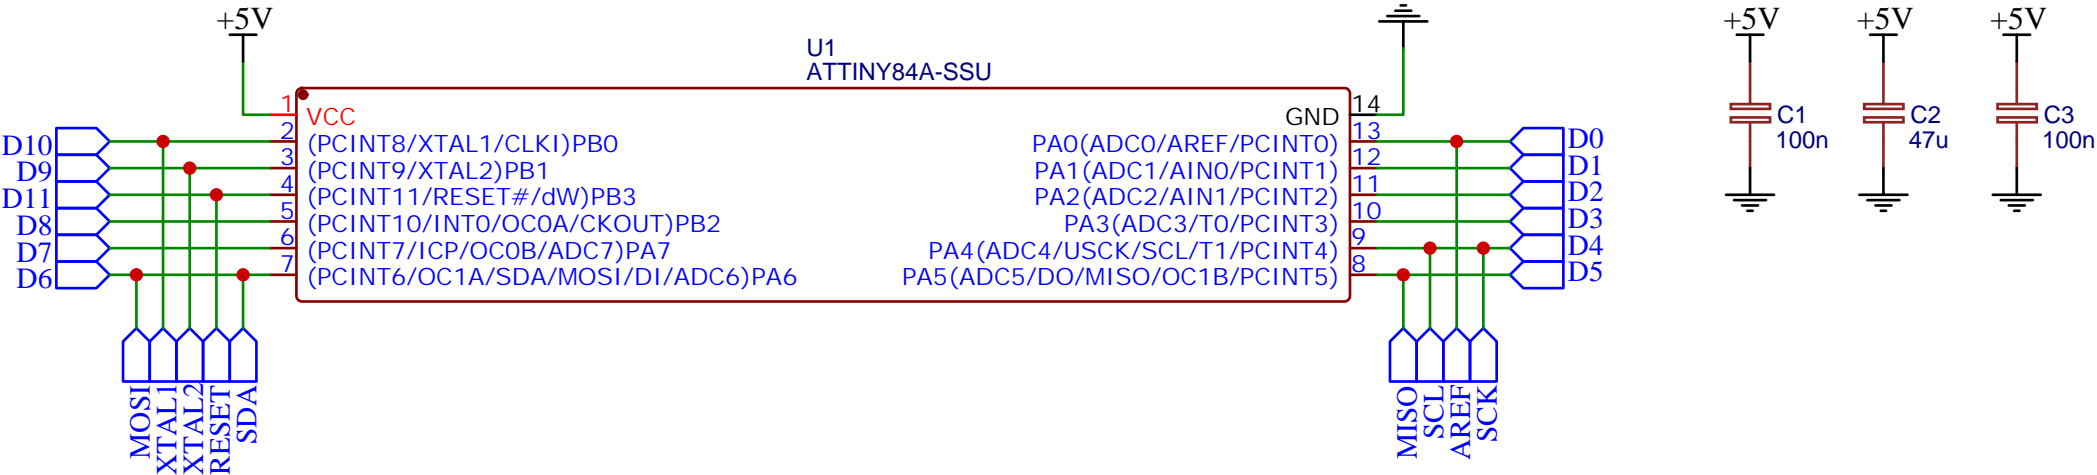 +5V
U1
ATTINY84A-SSU
1
VCC
2
(PCINT8/XTAL1/CLKI)PB0
3
(PCINT9/XTAL2)PB1
4
(PCINT11/RESET#/dW)PB3
5
(PCINT10/INT0/OC0A/CKOUT)PB2
6
(PCINT7/ICP/OC0B/ADC7)PA7
7
(PCINT6/OC1A/SDA/MOSI/DI/ADC6)PA6
D10
D9
D11
D8
D7
D6
MOSI
XTAL1
XTAL2
RESET
SDA
14
GND
13
PA0(ADC0/AREF/PCINT0)
12
PA1(ADC1/AIN0/PCINT1)
11
PA2(ADC2/AIN1/PCINT2)
10
PA3(ADC3/T0/PCINT3)
9
PA4(ADC4/USCK/SCL/T1/PCINT4)
8
PA5(ADC5/DO/MISO/OC1B/PCINT5)
D0
D1
D2
D3
D4
D5
MISO
SCL
AREF
SCK
+5V
C1
100n
+5V
C2
47u
+5V
C3
100n